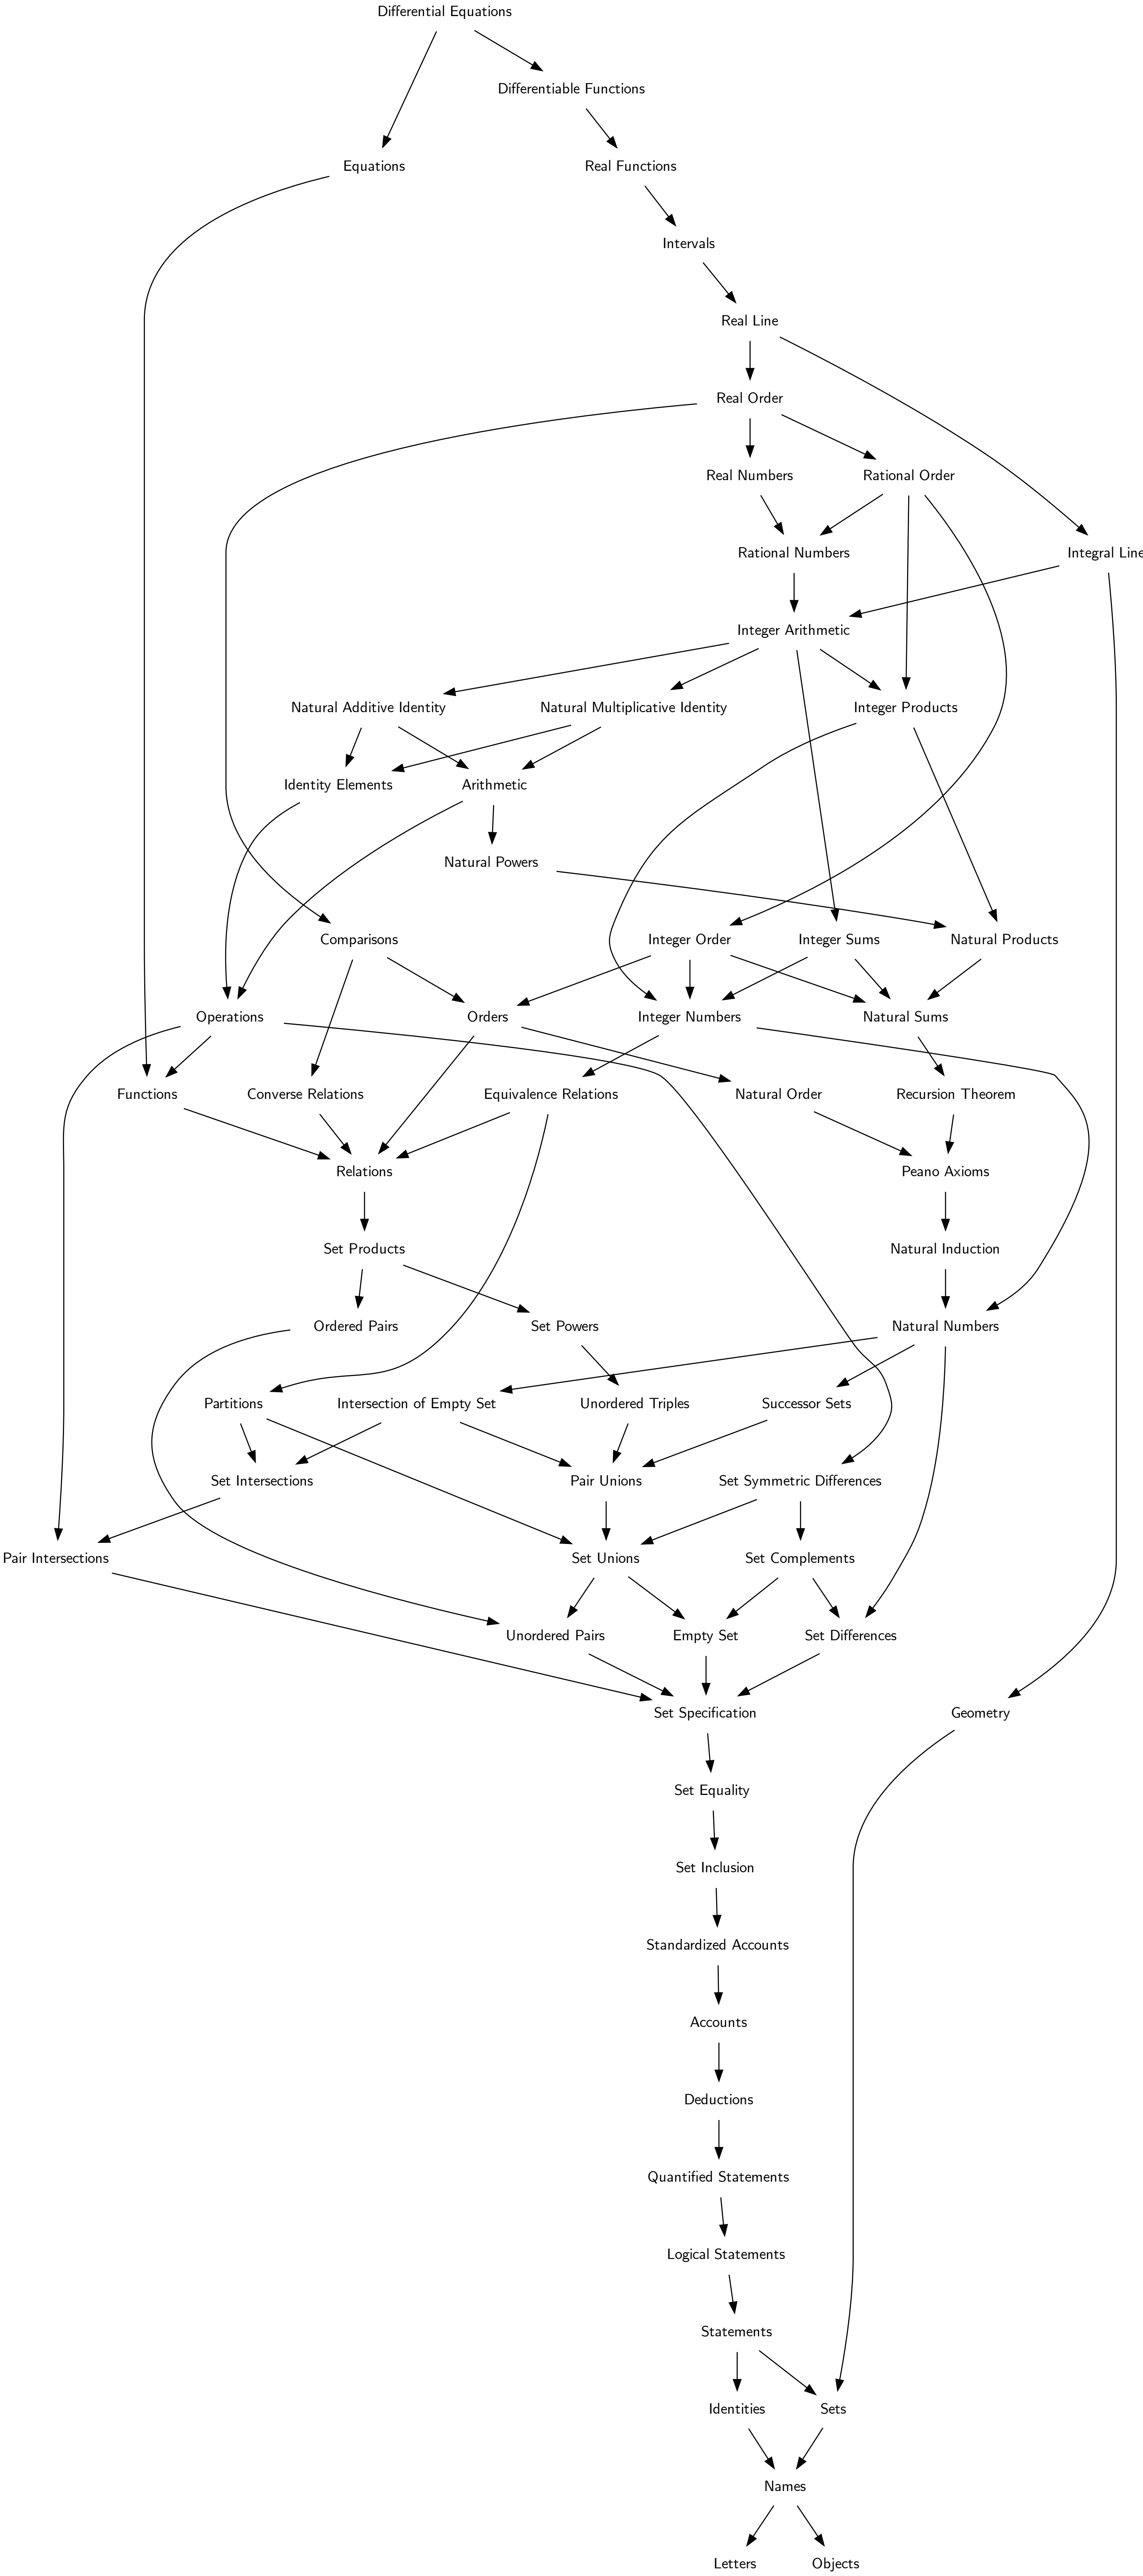 Differential Equations
Differentiable Functions
Equations
Real Functions
Intervals
Real Line
Real Order
Real Numbers
Rational Order
Rational Numbers
Integral Line
Integer Arithmetic
Natural Additive Identity
Natural Multiplicative Identity
Integer Products
Identity Elements
Arithmetic
Natural Powers
Comparisons
Integer Order
Integer Sums
Natural Products
Operations
Orders
Integer Numbers
Natural Sums
Functions
Converse Relations
Equivalence Relations
Natural Order
Recursion Theorem
Relations
Peano Axioms
Set Products
Natural Induction
Ordered Pairs
Set Powers
Natural Numbers
Partitions
Intersection of Empty Set
Unordered Triples
Successor Sets
Set Intersections
Pair Unions
Set Symmetric Differences
Pair Intersections
Set Unions
Set Complements
Unordered Pairs
Empty Set
Set Differences
Set Specification
Geometry
Set Equality
Set Inclusion
Standardized Accounts
Accounts
Deductions
Quantified Statements
Logical Statements
Statements
Identities
Sets
Names
Letters
Objects